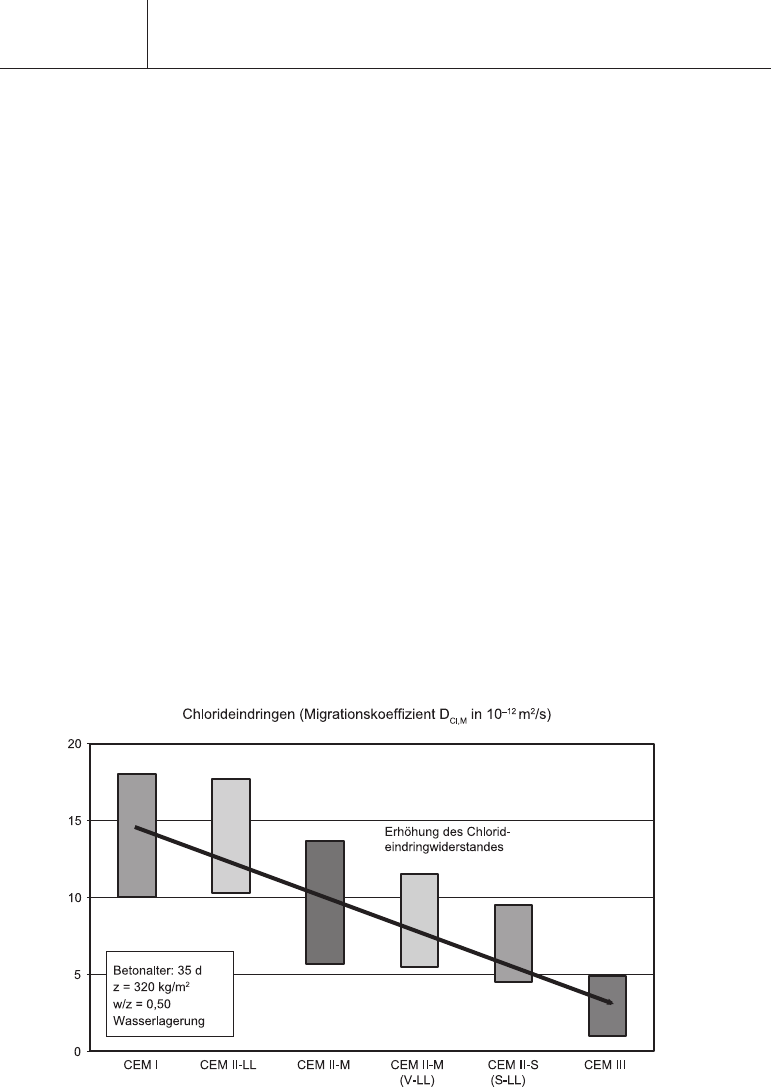 Chlorideindringen (Migrationskoeffizient D Cl,M in 10–12 m²/s)
20
15
10
5
0
Erhöhung des Chlorid-
eindringwiderstandes
Betonalter: 35 d
z = 320 kg/m²
w/z = 0,50
Wasserlagerung
CEM I CEM II-LL CEM II-M CEM II-M CEM II-S CEM III
(V-LL) (S-LL)